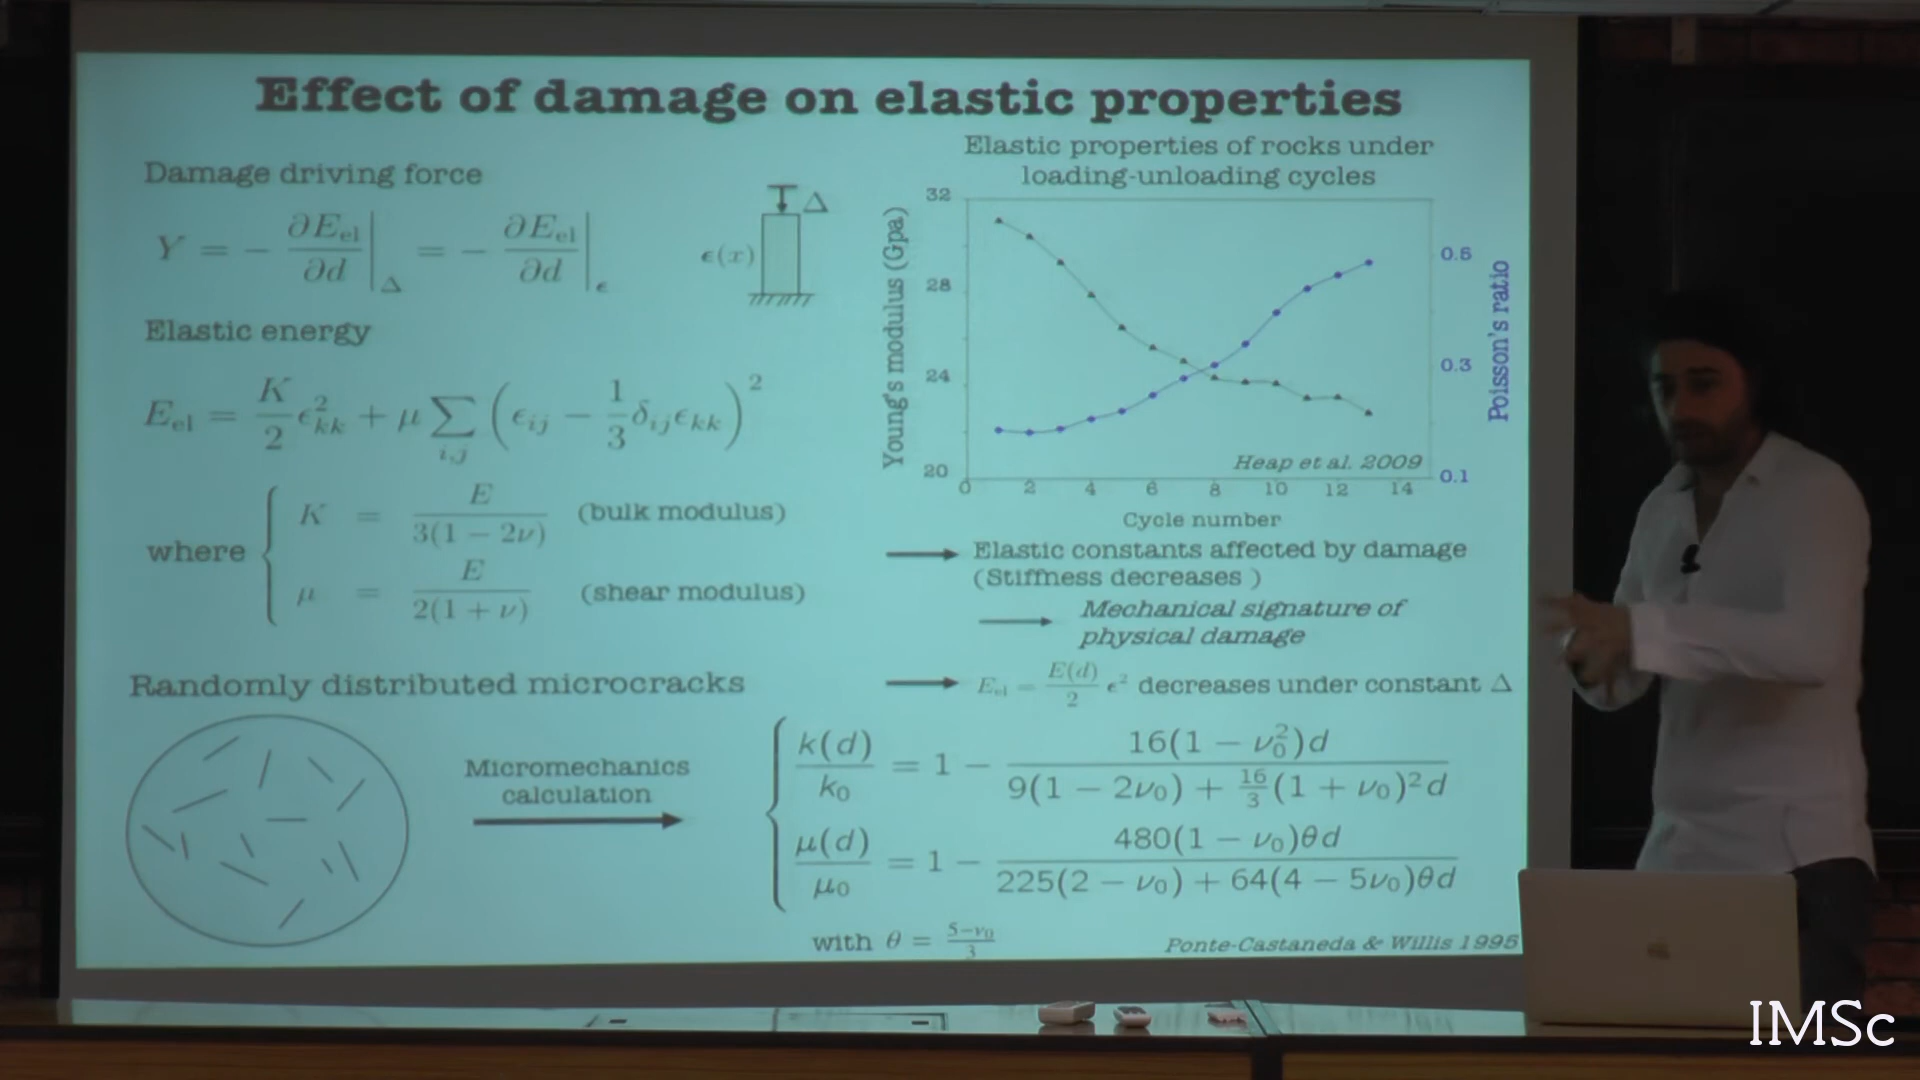 Effect of damage on elastic properties
Damage driving force
Y = − ∂E_el/∂d |_Δ = − ∂E_el/∂d |_ϵ
Δ
ϵ(x)
Elastic energy
E_el = K/2 ϵ²_kk + μ ∑_{i,j} (ϵ_ij − 1/3 δ_ij ϵ_kk)²
where
K = E/3(1 − 2ν) (bulk modulus)
μ = E/2(1 + ν) (shear modulus)
Elastic properties of rocks under
loading-unloading cycles
Young's modulus (Gpa)
32
28
24
20
0 2 4 6 8 10 12 14
Cycle number
0.5
0.3
0.1
Poisson's ratio
Heap et al. 2009
Elastic constants affected by damage
(Stiffness decreases )
Mechanical signature of
physical damage
E_el = E(d)/2 ϵ² decreases under constant Δ
Randomly distributed microcracks
Micromechanics
calculation
k(d)/k₀ = 1 − 16(1 − ν₀²)d / 9(1 − 2ν₀) + 16/3 (1 + ν₀)²d
μ(d)/μ₀ = 1 − 480(1 − ν₀)θd / 225(2 − ν₀) + 64(4 − 5ν₀)θd
with θ = 5−ν₀/3
Ponte-Castaneda & Willis 1995
IMSc